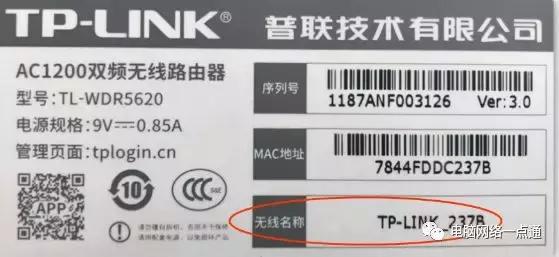 TP-LINK® 普联技术有限公司
AC1200双频无线路由器
型号:TL-WDR5620
电源规格:9V⎓0.85A
管理页面:tplogin.cn
序列号
1187ANF003126 Ver:3.0
MAC地址
7844FDDC237B
APP
10
CCC
无线名称
TP-LINK_237B
电脑网络一点通